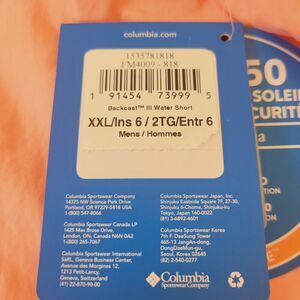 columbia.com
1535781818
FM4009 - 818
1 91454 73999 5
Backcast™ III Water Short
XXL/Ins 6 / 2TG/Entr 6
Mens / Hommes
Columbia Sportswear Company
14375 NW Science Park Drive
Portland, OR 97229-5418 USA
(1) 800 547-8066
Columbia Sportswear Canada LP
1425 Max Brose Drive,
London, ON, Canada N6N 0A2
(1) 800 265-7067
Columbia Sportswear Company
GNL Business Center, Entrance A
Avenue des Morgines 12,
1213 Petit-Lancy,
Geneva, Switzerland
(41) 22-870-90-00
Columbia Sportswear Japan, Inc.
Shinjuku Eastside Square 7F, 27-30,
Shinjuku 6-Chome, Shinjuku-ku,
Tokyo, Japan 160-0022
(81) 3-6892-4601
Columbia Sportswear Korea
7th F. DaeSung Tower
465-13 JangAn-dong,
DongDaeMun-gu,
Seoul, Korea 02645
(82) 2-540-0277
Columbia
Sportswear Company
50
SOLEIL